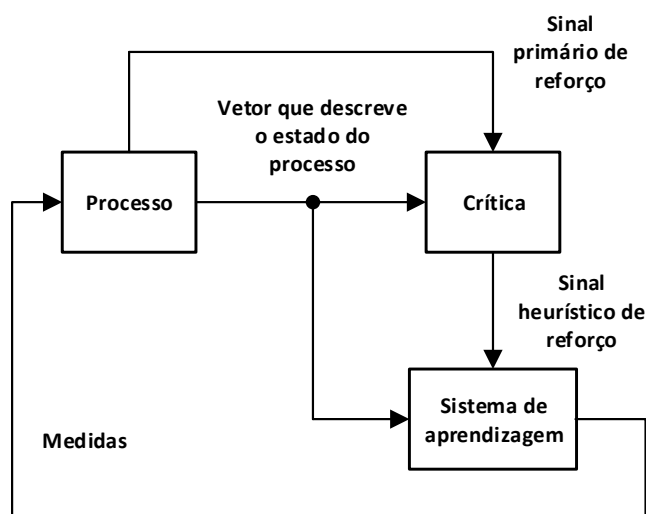 Sinal
primário de
reforço
Vetor que descreve
o estado do
processo
Processo
Crítica
Sinal
heurístico de
reforço
Sistema de
aprendizagem
Medidas